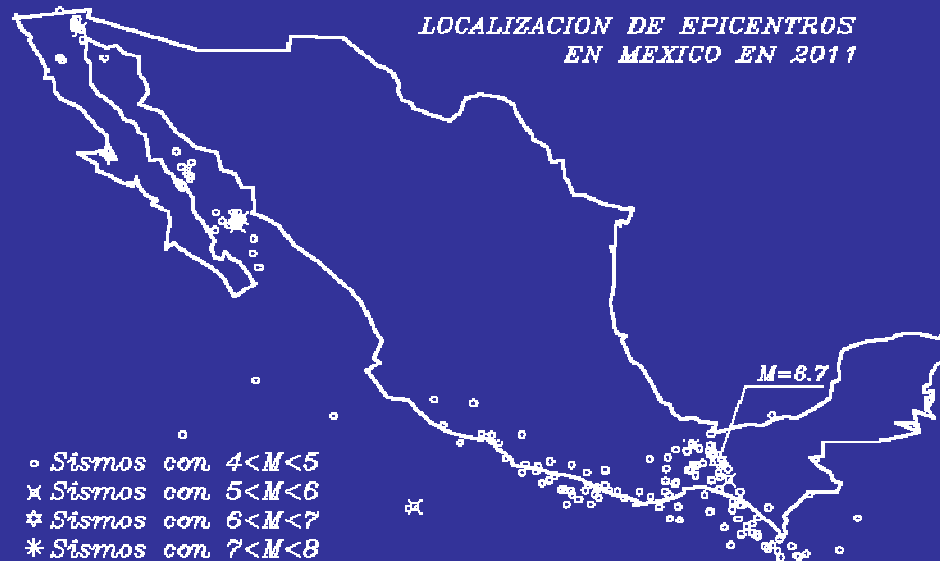 LOCALIZACION DE EPICENTROS
EN MEXICO EN 2011
M=6.7
Sismos con 4<M<5
Sismos con 5<M<6
Sismos con 6<M<7
Sismos con 7<M<8